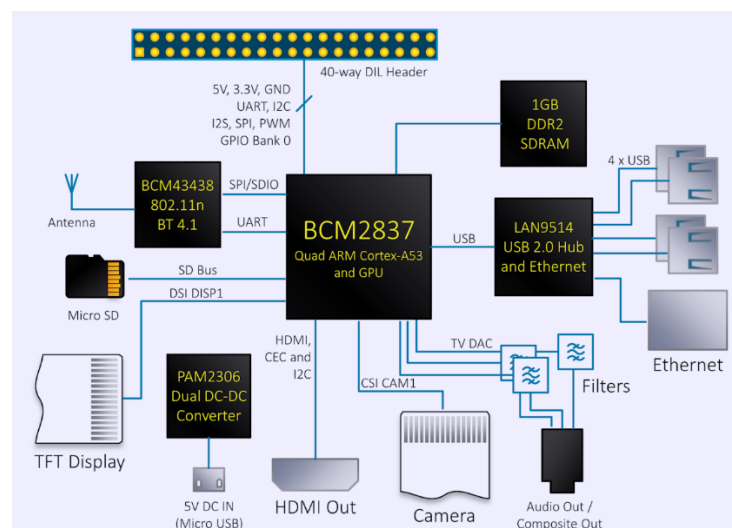 40-way DIL Header
5V, 3.3V, GND
UART, I2C
I2S, SPI, PWM
GPIO Bank 0
1GB
DDR2
SDRAM
4 x USB
BCM43438
802.11n
BT 4.1
SPI/SDIO
UART
Antenna
BCM2837
Quad ARM Cortex-A53
and GPU
USB
LAN9514
USB 2.0 Hub
and Ethernet
SD Bus
Micro SD
DSI DISP1
HDMI,
CEC and
I2C
TV DAC
Ethernet
CSI CAM1
Filters
PAM2306
Dual DC-DC
Converter
TFT Display
5V DC IN
(Micro USB)
HDMI Out
Camera
Audio Out /
Composite Out